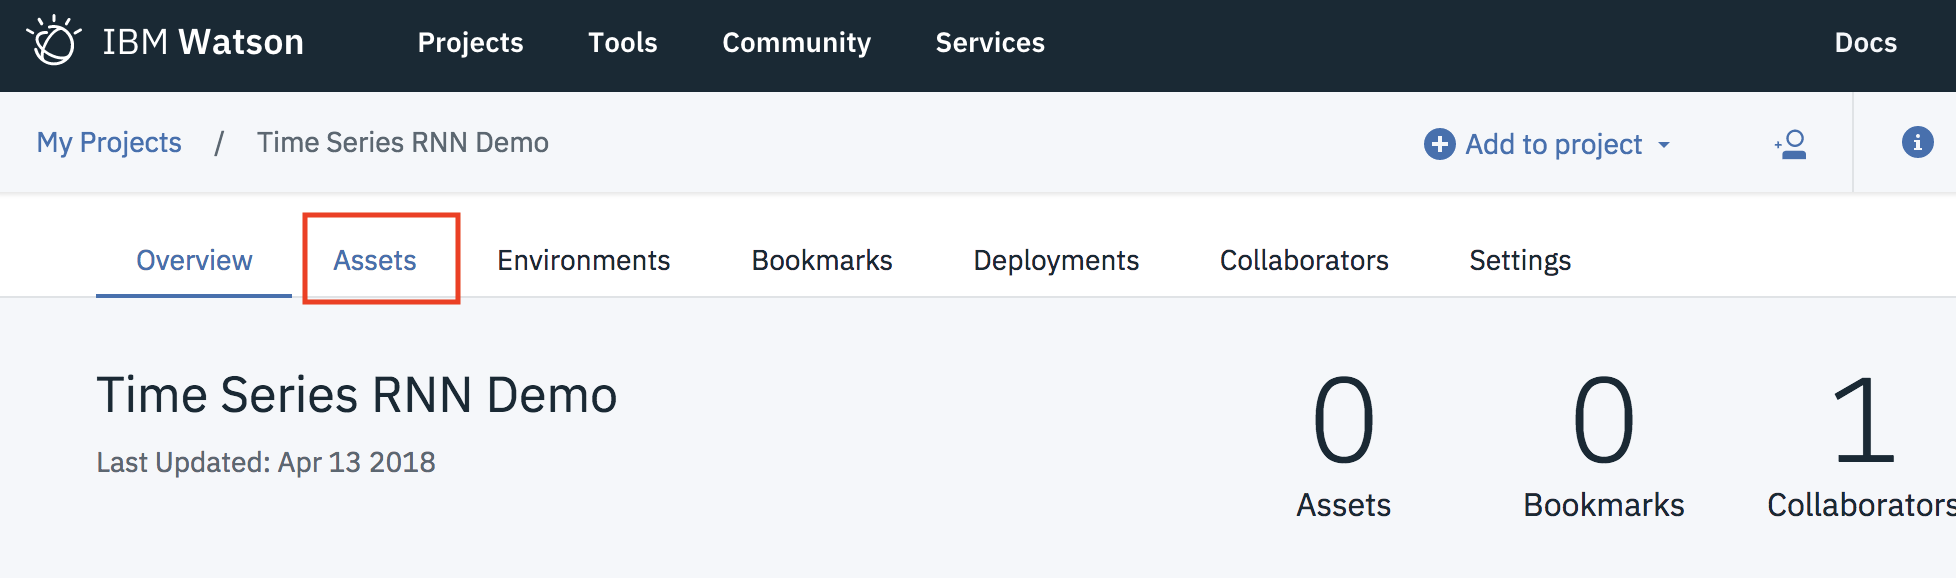 IBM Watson Projects Tools Community Services Docs
My Projects / Time Series RNN Demo Add to project
Overview Assets Environments Bookmarks Deployments Collaborators Settings
Time Series RNN Demo
Last Updated: Apr 13 2018
0 0 1
Assets Bookmarks Collaborators